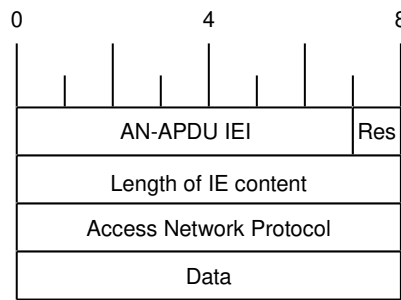 0 4 8
AN-APDU IEI Res
Length of IE content
Access Network Protocol
Data